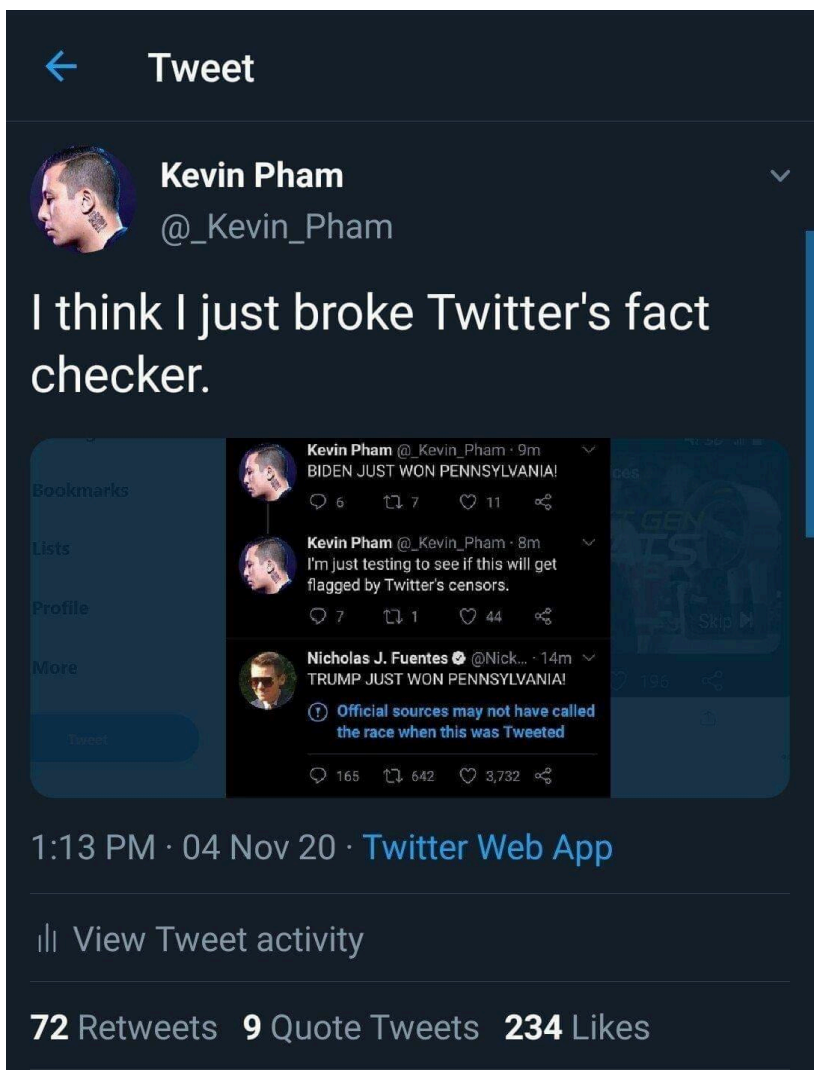 Tweet
Kevin Pham
@_Kevin_Pham
I think I just broke Twitter's fact
checker.
Bookmarks
Lists
Profile
More
Tweet
Kevin Pham @_Kevin_Pham · 9m
BIDEN JUST WON PENNSYLVANIA!
6 7 11
Kevin Pham @_Kevin_Pham · 8m
I'm just testing to see if this will get
flagged by Twitter's censors.
7 1 44
Nicholas J. Fuentes @Nick... · 14m
TRUMP JUST WON PENNSYLVANIA!
Official sources may not have called
the race when this was Tweeted
165 642 3,732
Skip
195
1:13 PM · 04 Nov 20 · Twitter Web App
View Tweet activity
72 Retweets 9 Quote Tweets 234 Likes